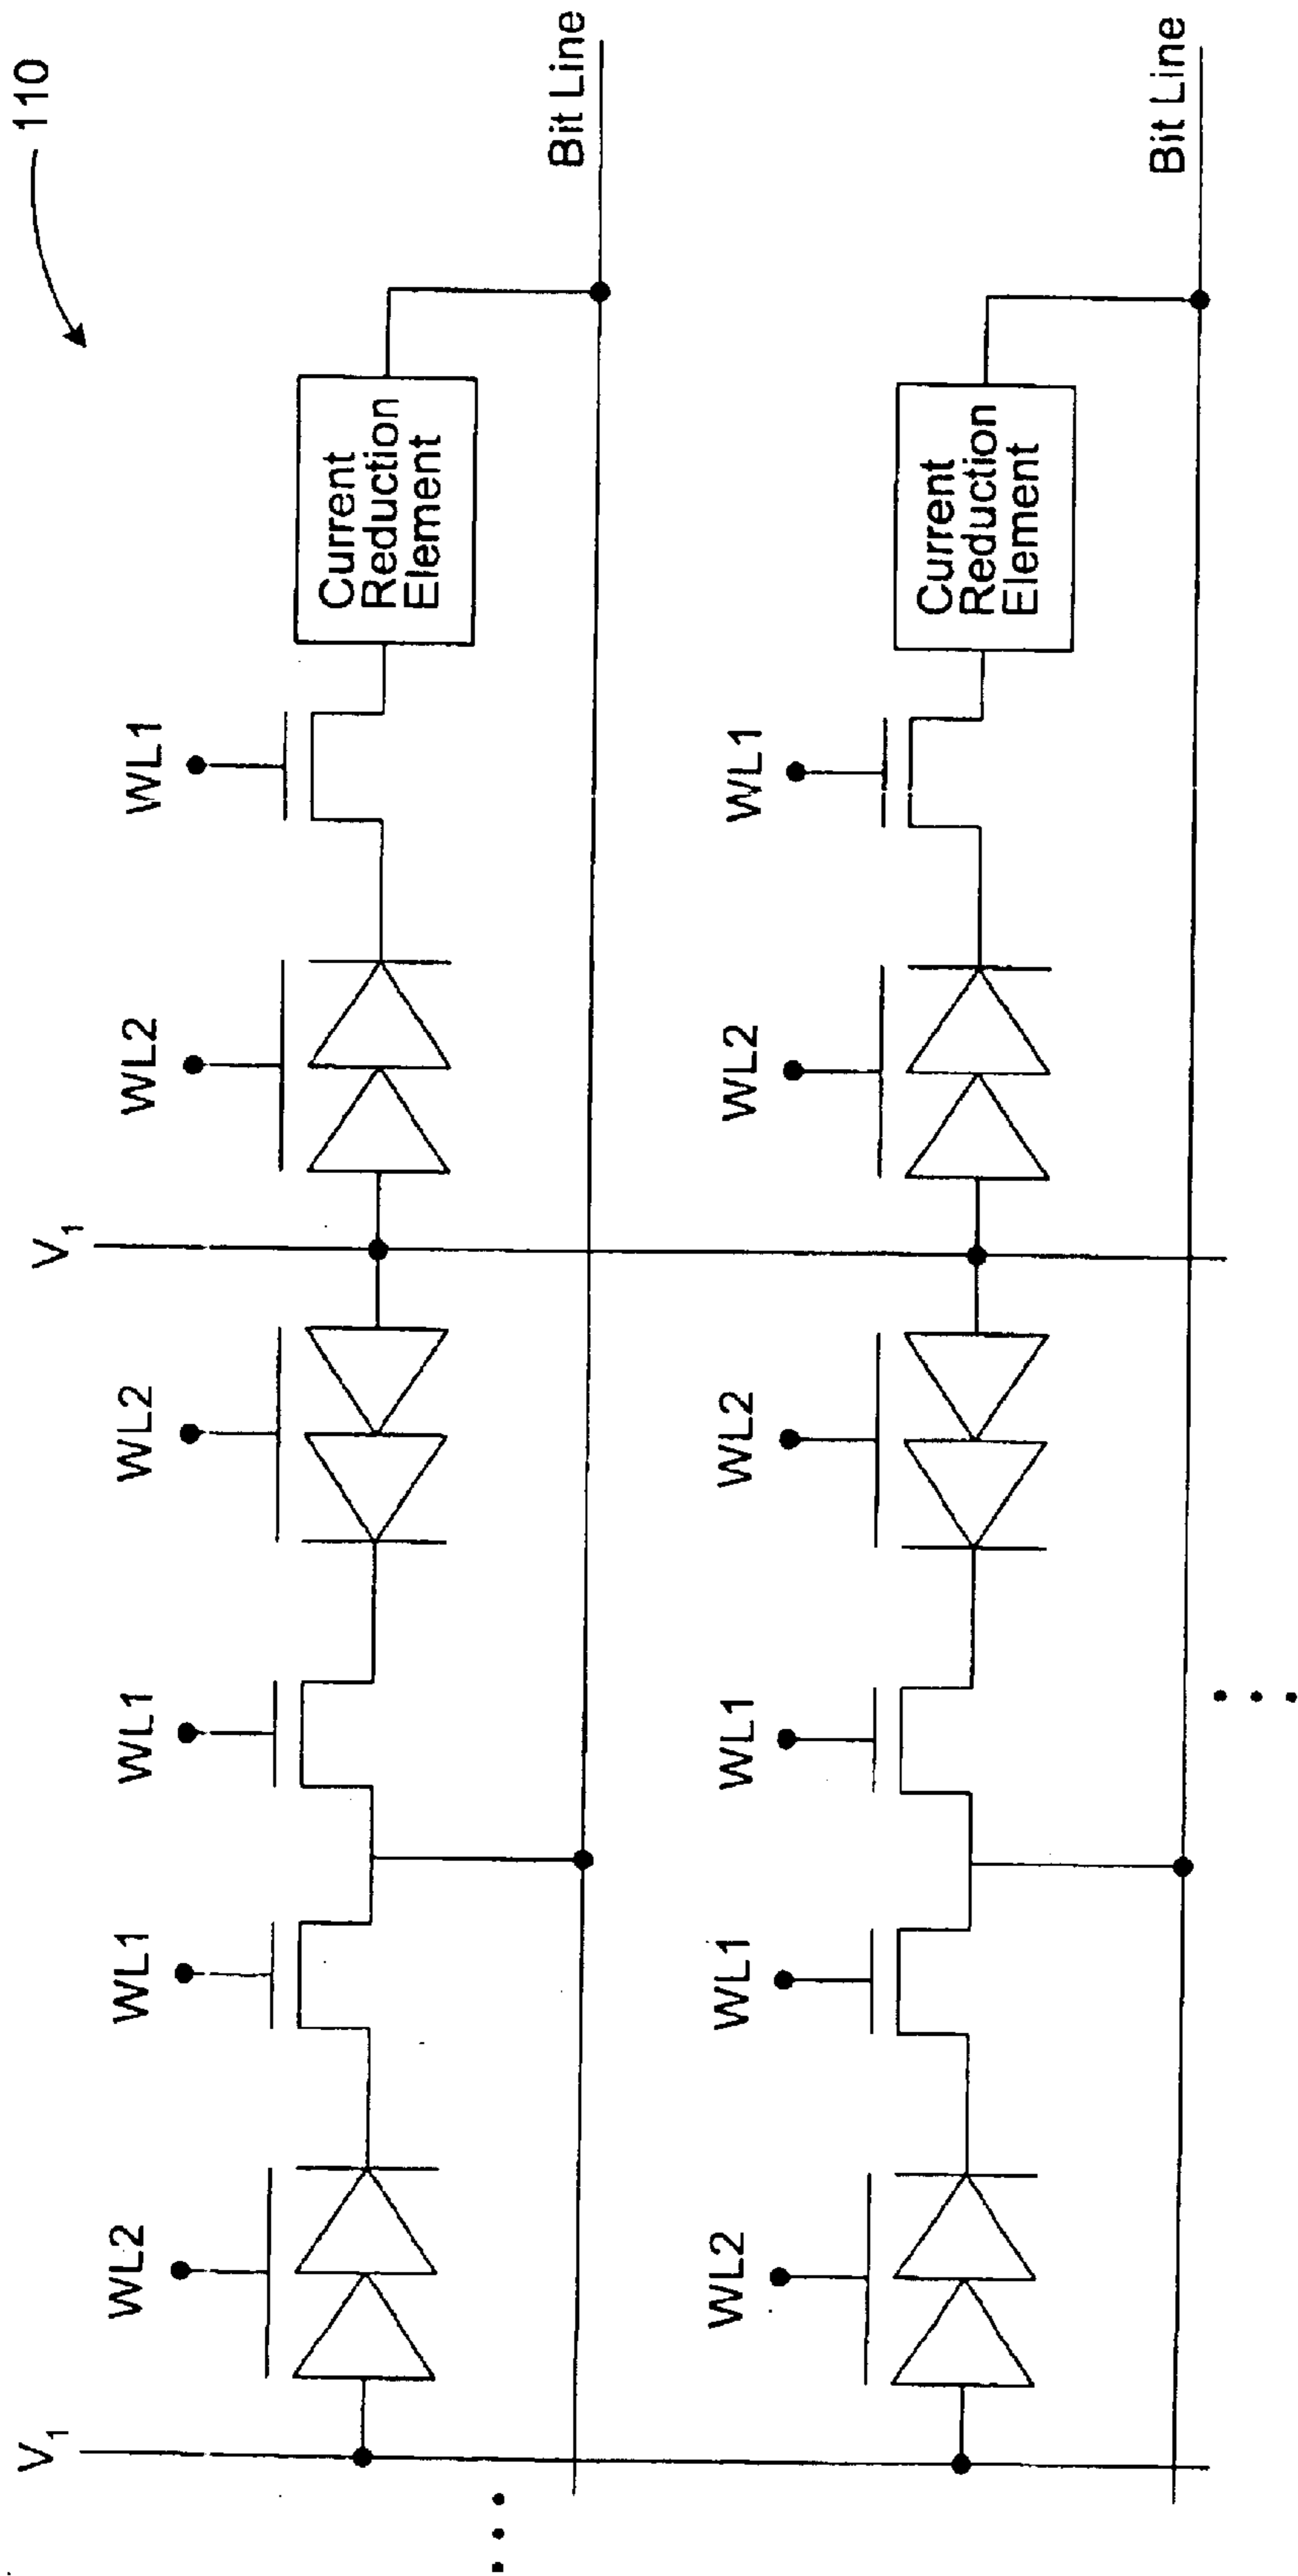 V₁ V₁ 110
WL2 WL1 WL1 WL2 WL2 WL1
Current
Reduction
Element
Bit Line
WL2 WL1 WL1 WL2 WL2 WL1
Current
Reduction
Element
Bit Line